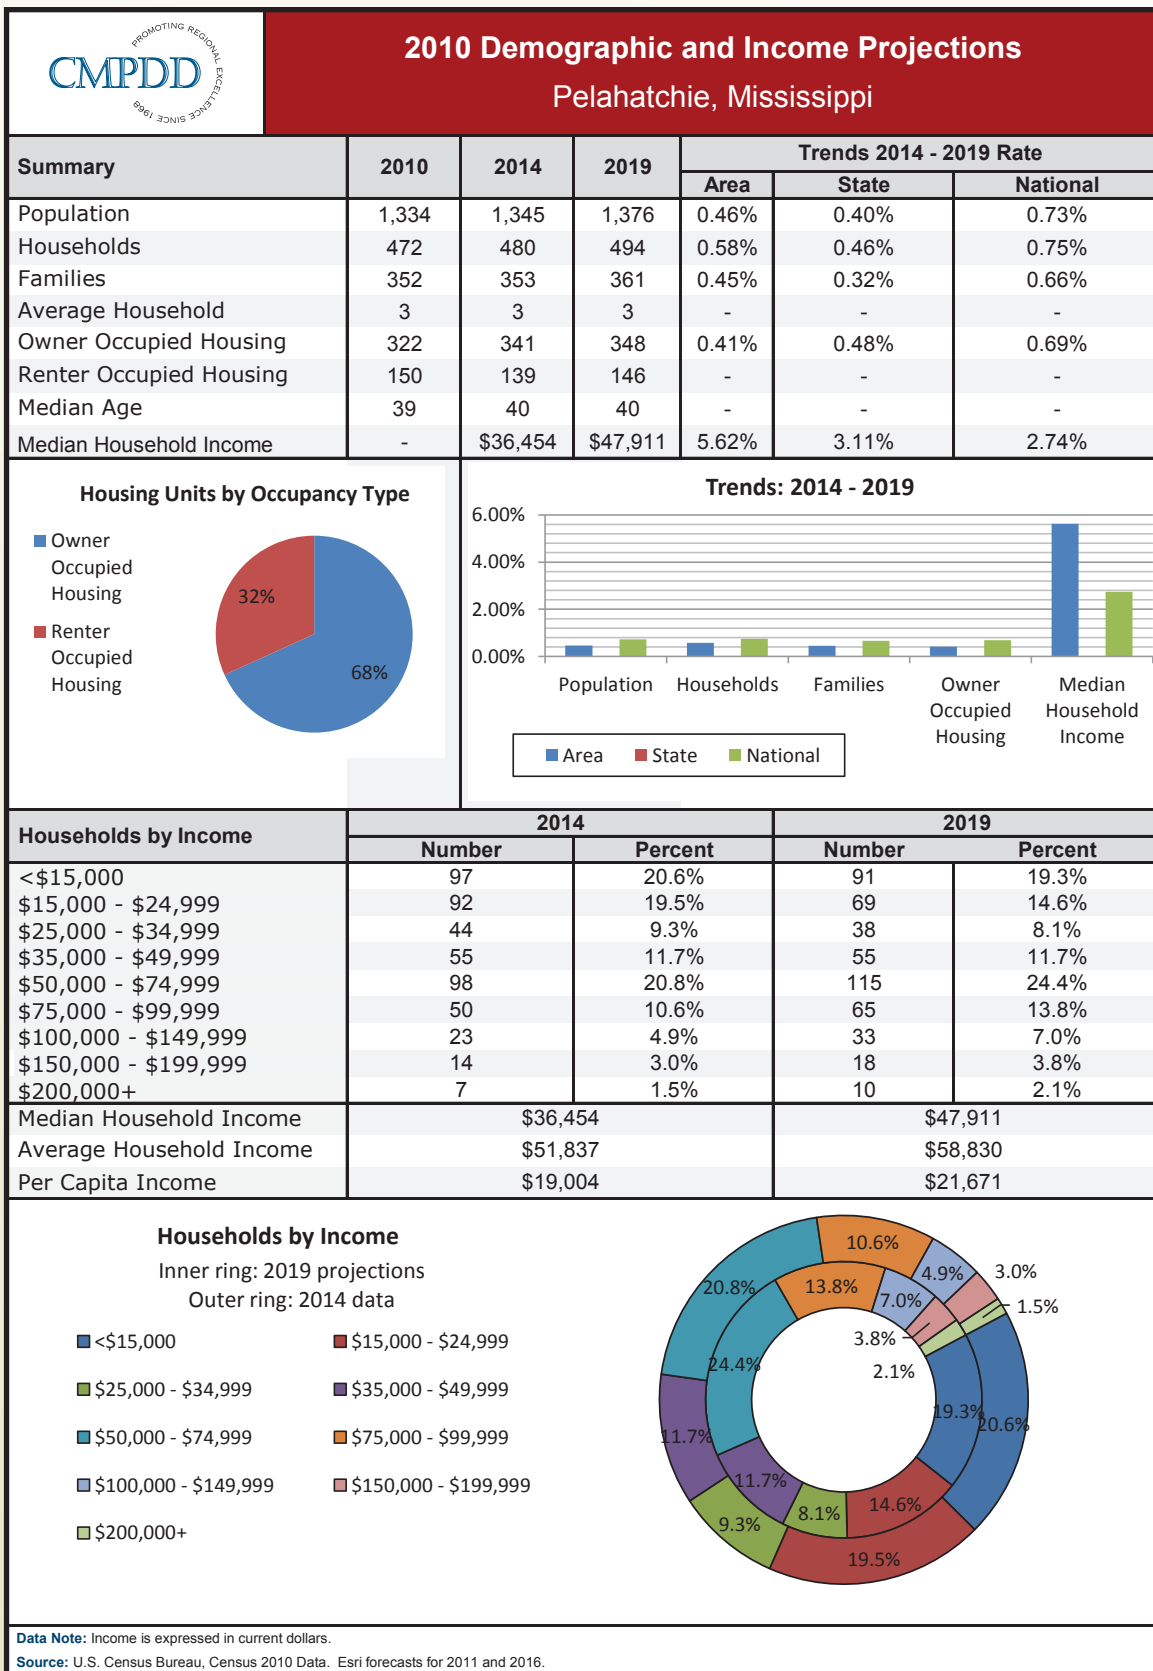 PROMOTING REGIONAL EXCELLENCE SINCE 1968
CMPDD
2010 Demographic and Income Projections
Pelahatchie, Mississippi
Summary 2010 2014 2019 Trends 2014 - 2019 Rate
Area State National
Population 1,334 1,345 1,376 0.46% 0.40% 0.73%
Households 472 480 494 0.58% 0.46% 0.75%
Families 352 353 361 0.45% 0.32% 0.66%
Average Household 3 3 3 - - -
Owner Occupied Housing 322 341 348 0.41% 0.48% 0.69%
Renter Occupied Housing 150 139 146 - - -
Median Age 39 40 40 - - -
Median Household Income - $36,454 $47,911 5.62% 3.11% 2.74%
Housing Units by Occupancy Type
Owner
Occupied
Housing
Renter
Occupied
Housing
32%
68%
Trends: 2014 - 2019
6.00%
4.00%
2.00%
0.00%
Population Households Families Owner Occupied Housing Median Household Income
Area State National
Households by Income 2014 2019
Number Percent Number Percent
<$15,000 97 20.6% 91 19.3%
$15,000 - $24,999 92 19.5% 69 14.6%
$25,000 - $34,999 44 9.3% 38 8.1%
$35,000 - $49,999 55 11.7% 55 11.7%
$50,000 - $74,999 98 20.8% 115 24.4%
$75,000 - $99,999 50 10.6% 65 13.8%
$100,000 - $149,999 23 4.9% 33 7.0%
$150,000 - $199,999 14 3.0% 18 3.8%
$200,000+ 7 1.5% 10 2.1%
Median Household Income $36,454 $47,911
Average Household Income $51,837 $58,830
Per Capita Income $19,004 $21,671
Households by Income
Inner ring: 2019 projections
Outer ring: 2014 data
<$15,000 $15,000 - $24,999
$25,000 - $34,999 $35,000 - $49,999
$50,000 - $74,999 $75,000 - $99,999
$100,000 - $149,999 $150,000 - $199,999
$200,000+
10.6%
4.9%
3.0%
20.8%
13.8%
7.0%
1.5%
3.8%
24.4%
2.1%
19.3%
20.6%
11.7%
11.7%
14.6%
8.1%
9.3%
19.5%
Data Note: Income is expressed in current dollars.
Source: U.S. Census Bureau, Census 2010 Data. Esri forecasts for 2011 and 2016.